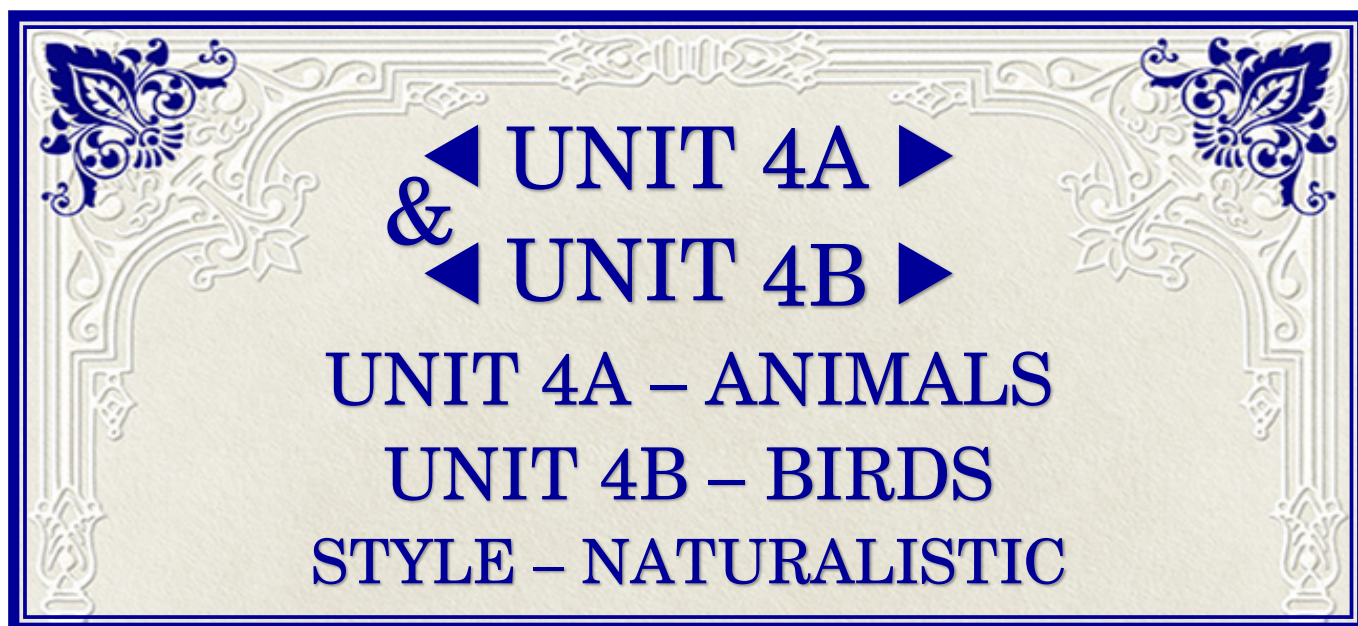 ◀ UNIT 4A ▶
&
◀ UNIT 4B ▶
UNIT 4A – ANIMALS
UNIT 4B – BIRDS
STYLE – NATURALISTIC